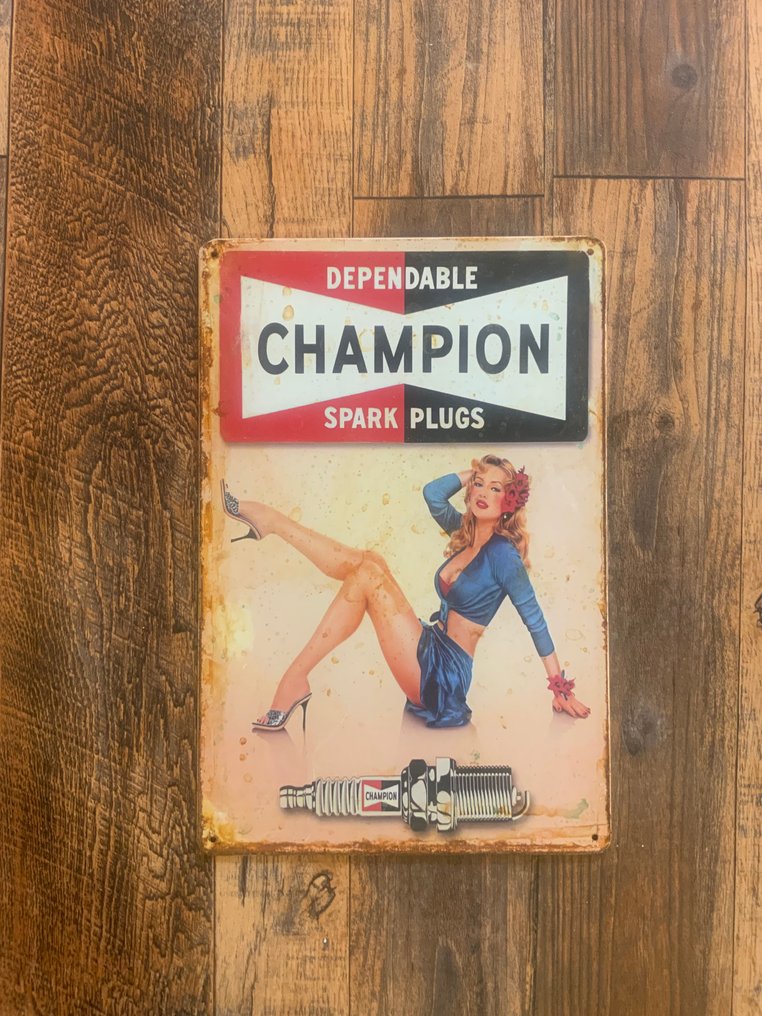 DEPENDABLE
CHAMPION
SPARK PLUGS
CHAMPION